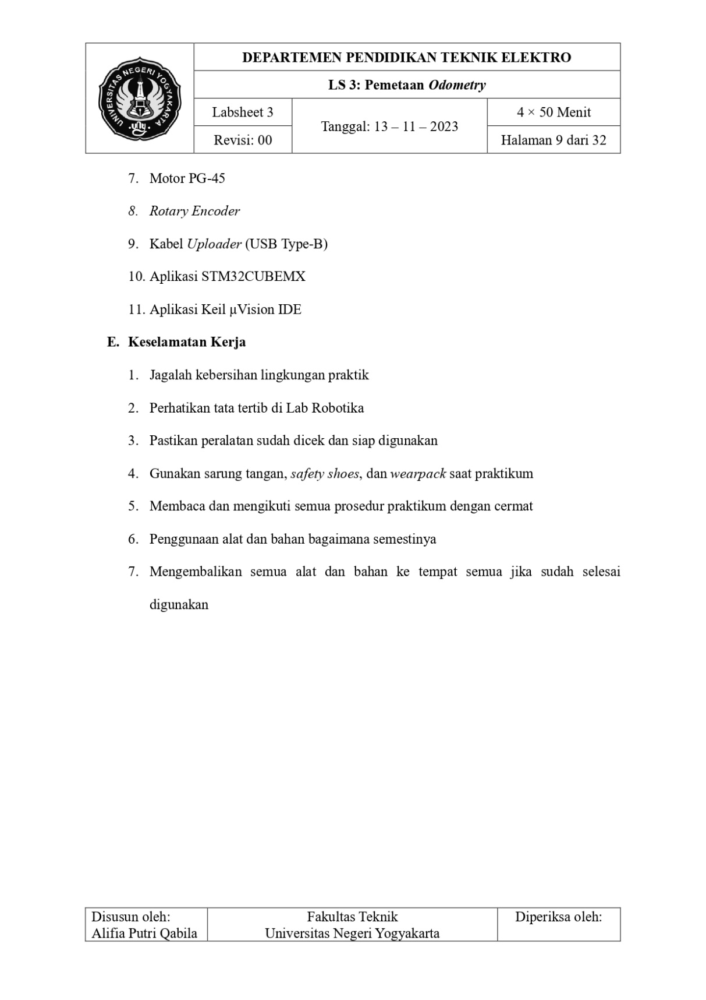 UNIVERSITAS NEGERI YOGYAKARTA
uny
DEPARTEMEN PENDIDIKAN TEKNIK ELEKTRO
LS 3: Pemetaan Odometry
Labsheet 3
Tanggal: 13 – 11 – 2023
4 × 50 Menit
Revisi: 00
Halaman 9 dari 32
7. Motor PG-45
8. Rotary Encoder
9. Kabel Uploader (USB Type-B)
10. Aplikasi STM32CUBEMX
11. Aplikasi Keil µVision IDE
E. Keselamatan Kerja
1. Jagalah kebersihan lingkungan praktik
2. Perhatikan tata tertib di Lab Robotika
3. Pastikan peralatan sudah dicek dan siap digunakan
4. Gunakan sarung tangan, safety shoes, dan wearpack saat praktikum
5. Membaca dan mengikuti semua prosedur praktikum dengan cermat
6. Penggunaan alat dan bahan bagaimana semestinya
7. Mengembalikan semua alat dan bahan ke tempat semua jika sudah selesai
digunakan
Disusun oleh:
Alifia Putri Qabila
Fakultas Teknik
Universitas Negeri Yogyakarta
Diperiksa oleh: